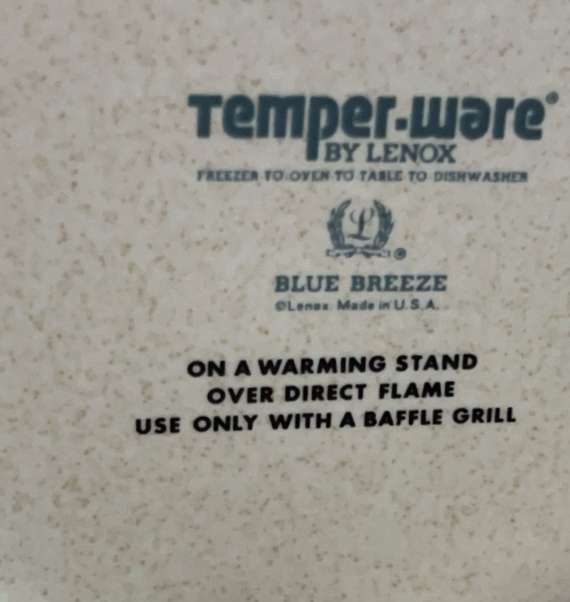 Temper-ware®
BY LENOX
FREEZER TO OVEN TO TABLE TO DISHWASHER
L ©
BLUE BREEZE
©Lenox. Made in U.S.A.
ON A WARMING STAND
OVER DIRECT FLAME
USE ONLY WITH A BAFFLE GRILL